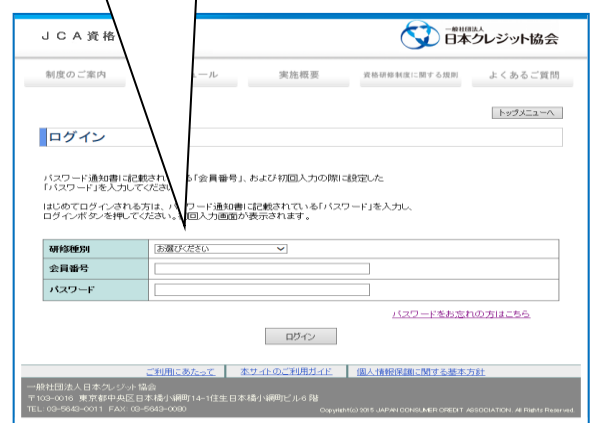 JCA資格
一般社団法人
日本クレジット協会
制度のご案内
ール
実施概要
資格研修制度に関する規則
よくあるご質問
トップメニューへ
ログイン
パスワード通知書に記載されている「会員番号」、および初回入力の際に設定した
「パスワード」を入力してください
はじめてログインされる方は、パスワード通知書に記載されている「パスワード」を入力し、
ログインボタンを押してください。初回入力画面が表示されます。
研修種別
お選びください
会員番号
パスワード
パスワードをお忘れの方はこちら
ログイン
ご利用にあたって
本サイトのご利用ガイド
個人情報保護に関する基本方針
一般社団法人日本クレジット協会
〒103-0016 東京都中央区日本橋小網町14-1住生日本橋小網町ビル6階
TEL: 03-5643-0011 FAX: 03-5643-0080
Copyright(c) 2015 JAPAN CONSUMER CREDIT ASSOCIATION. All Rights Reserved.